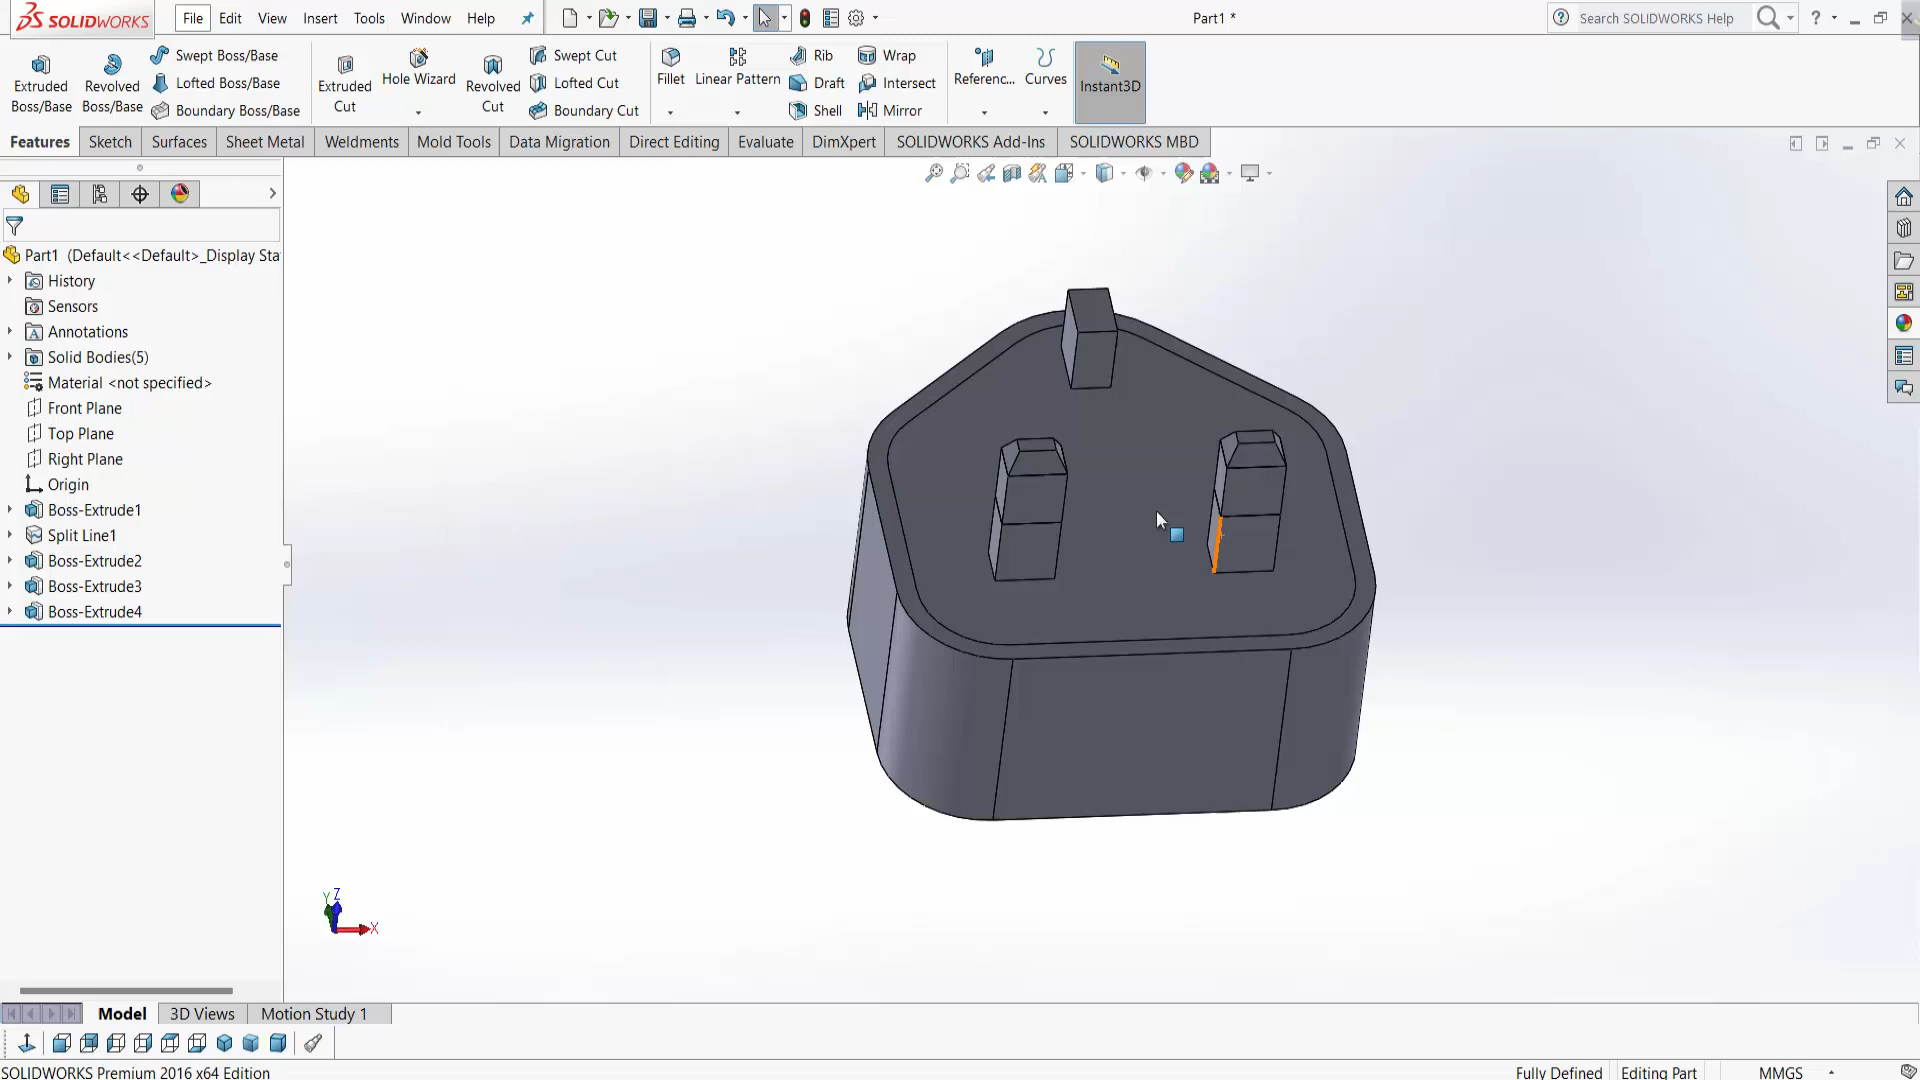 SOLIDWORKS File Edit View Insert Tools Window Help Part1 * Search SOLIDWORKS Help ?
Extruded Boss/Base
Revolved Boss/Base
Swept Boss/Base
Lofted Boss/Base
Boundary Boss/Base
Extruded Cut
Hole Wizard
Revolved Cut
Swept Cut
Lofted Cut
Boundary Cut
Fillet
Linear Pattern
Rib
Draft
Shell
Wrap
Intersect
Mirror
Referenc...
Curves
Instant3D
Features Sketch Surfaces Sheet Metal Weldments Mold Tools Data Migration Direct Editing Evaluate DimXpert SOLIDWORKS Add-Ins SOLIDWORKS MBD
Part1 (Default<<Default>_Display Sta
History
Sensors
Annotations
Solid Bodies(5)
Material <not specified>
Front Plane
Top Plane
Right Plane
Origin
Boss-Extrude1
Split Line1
Boss-Extrude2
Boss-Extrude3
Boss-Extrude4
Y Z
X
Model 3D Views Motion Study 1
SOLIDWORKS Premium 2016 x64 Edition Fully Defined Editing Part MMGS